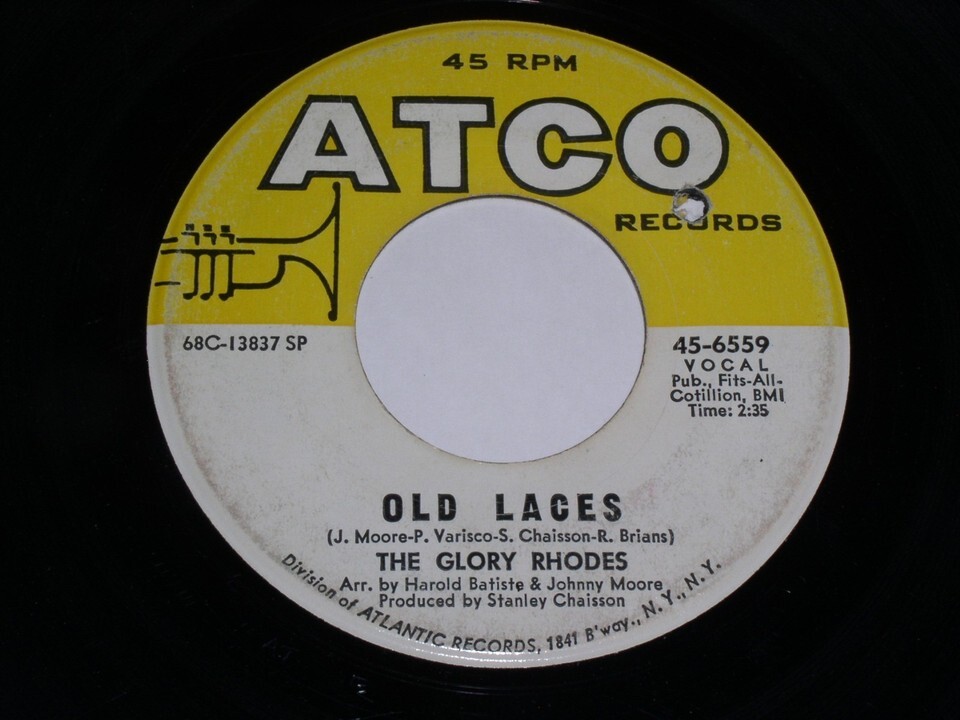 45 RPM
ATCO
RECORDS
68C-13837 SP
45-6559
VOCAL
Pub., Fits-All-
Cotillion, BMI
Time: 2:35
OLD LACES
(J. Moore-P. Varisco-S. Chaisson-R. Brians)
THE GLORY RHODES
Arr. by Harold Batiste & Johnny Moore
Produced by Stanley Chaisson
Division of ATLANTIC RECORDS, 1841 B'way., N. Y., N. Y.